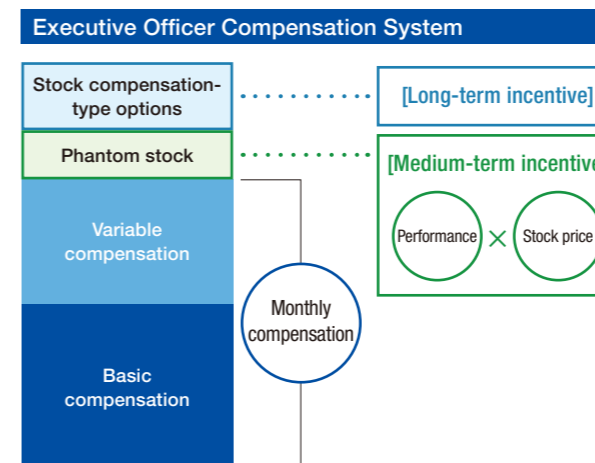 Executive Officer Compensation System
Stock compensation-
type options
[Long-term incentive]
Phantom stock
[Medium-term incentive
Performance × Stock price
Variable
compensation
Monthly
compensation
Basic
compensation